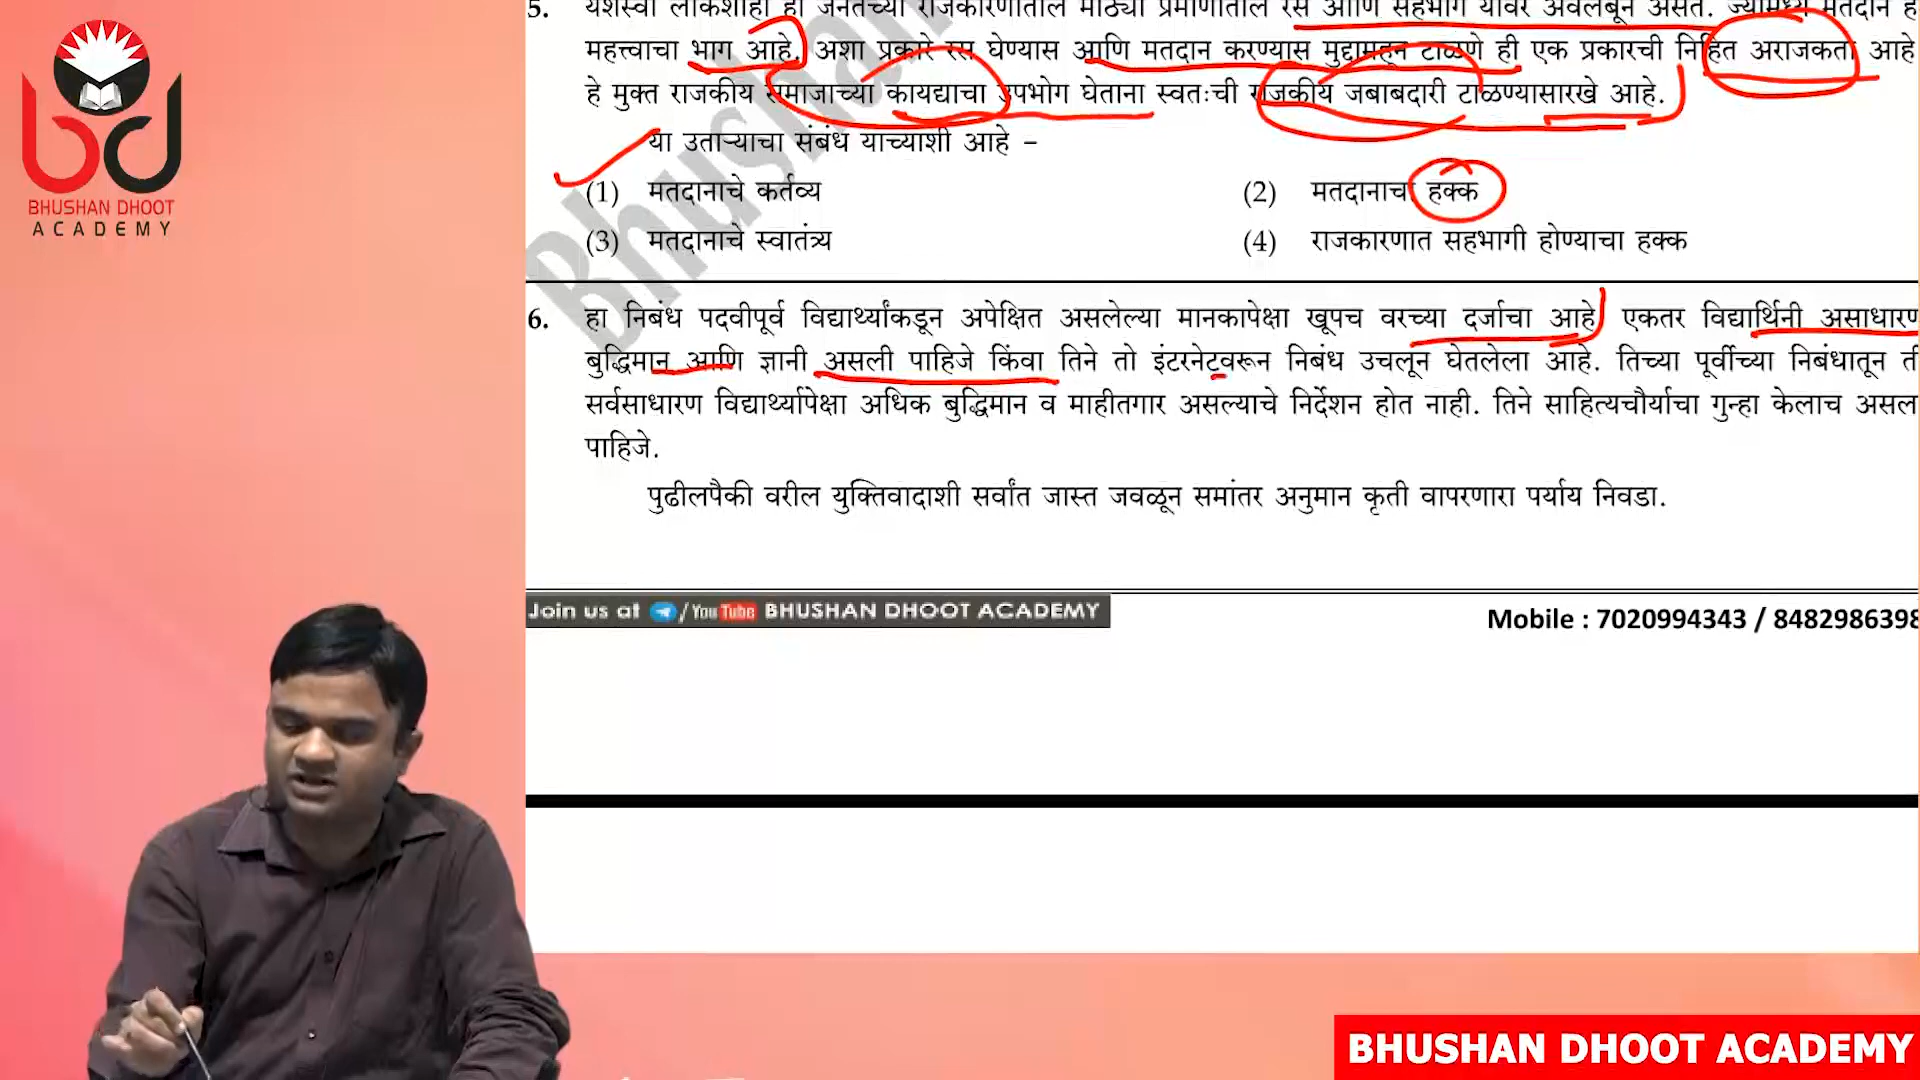 5. यशस्वी लोकशाही ही जनतेच्या राजकारणातील मोठ्या प्रमाणातील रस आणि सहभाग यांवर अवलंबून असते. ज्यामध्ये मतदान ह
महत्त्वाचा भाग आहे. अशा प्रकारे रस घेण्यास आणि मतदान करण्यास मुद्दामहून टाळणे ही एक प्रकारची निहित अराजकता आहे
हे मुक्त राजकीय समाजाच्या कायद्याचा उपभोग घेताना स्वतःची राजकीय जबाबदारी टाळण्यासारखे आहे.
या उताऱ्याचा संबंध याच्याशी आहे –
(1) मतदानाचे कर्तव्य (2) मतदानाचा हक्क
(3) मतदानाचे स्वातंत्र्य (4) राजकारणात सहभागी होण्याचा हक्क
6. हा निबंध पदवीपूर्व विद्यार्थ्यांकडून अपेक्षित असलेल्या मानकापेक्षा खूपच वरच्या दर्जाचा आहे. एकतर विद्यार्थिनी असाधारण
बुद्धिमान आणि ज्ञानी असली पाहिजे किंवा तिने तो इंटरनेटवरून निबंध उचलून घेतलेला आहे. तिच्या पूर्वीच्या निबंधातून ती
सर्वसाधारण विद्यार्थ्यापेक्षा अधिक बुद्धिमान व माहीतगार असल्याचे निर्देशन होत नाही. तिने साहित्यचौर्याचा गुन्हा केलाच असल
पाहिजे.
पुढीलपैकी वरील युक्तिवादाशी सर्वांत जास्त जवळून समांतर अनुमान कृती वापरणारा पर्याय निवडा.
Join us at / YouTube BHUSHAN DHOOT ACADEMY
Mobile : 7020994343 / 8482986398
bd
BHUSHAN DHOOT
ACADEMY
Bhushan
BHUSHAN DHOOT ACADEMY